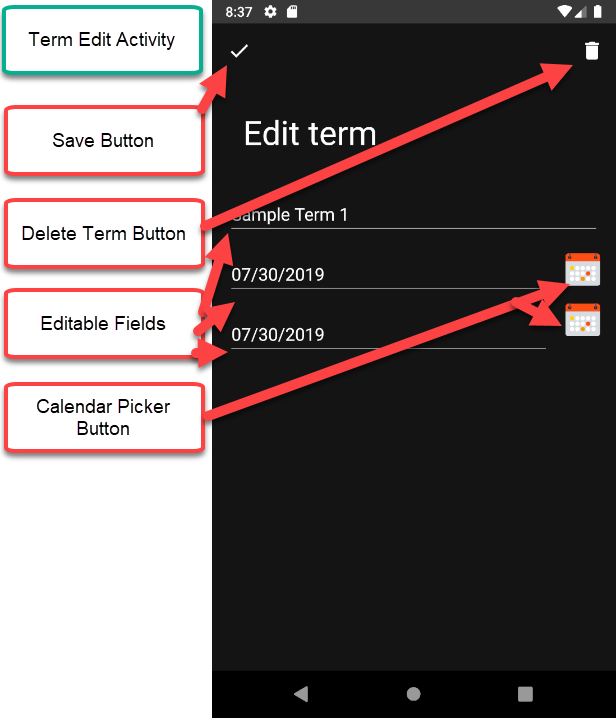 Term Edit Activity
8:37
Save Button
Edit term
Delete Term Button
Sample Term 1
Editable Fields
07/30/2019
07/30/2019
Calendar Picker
Button